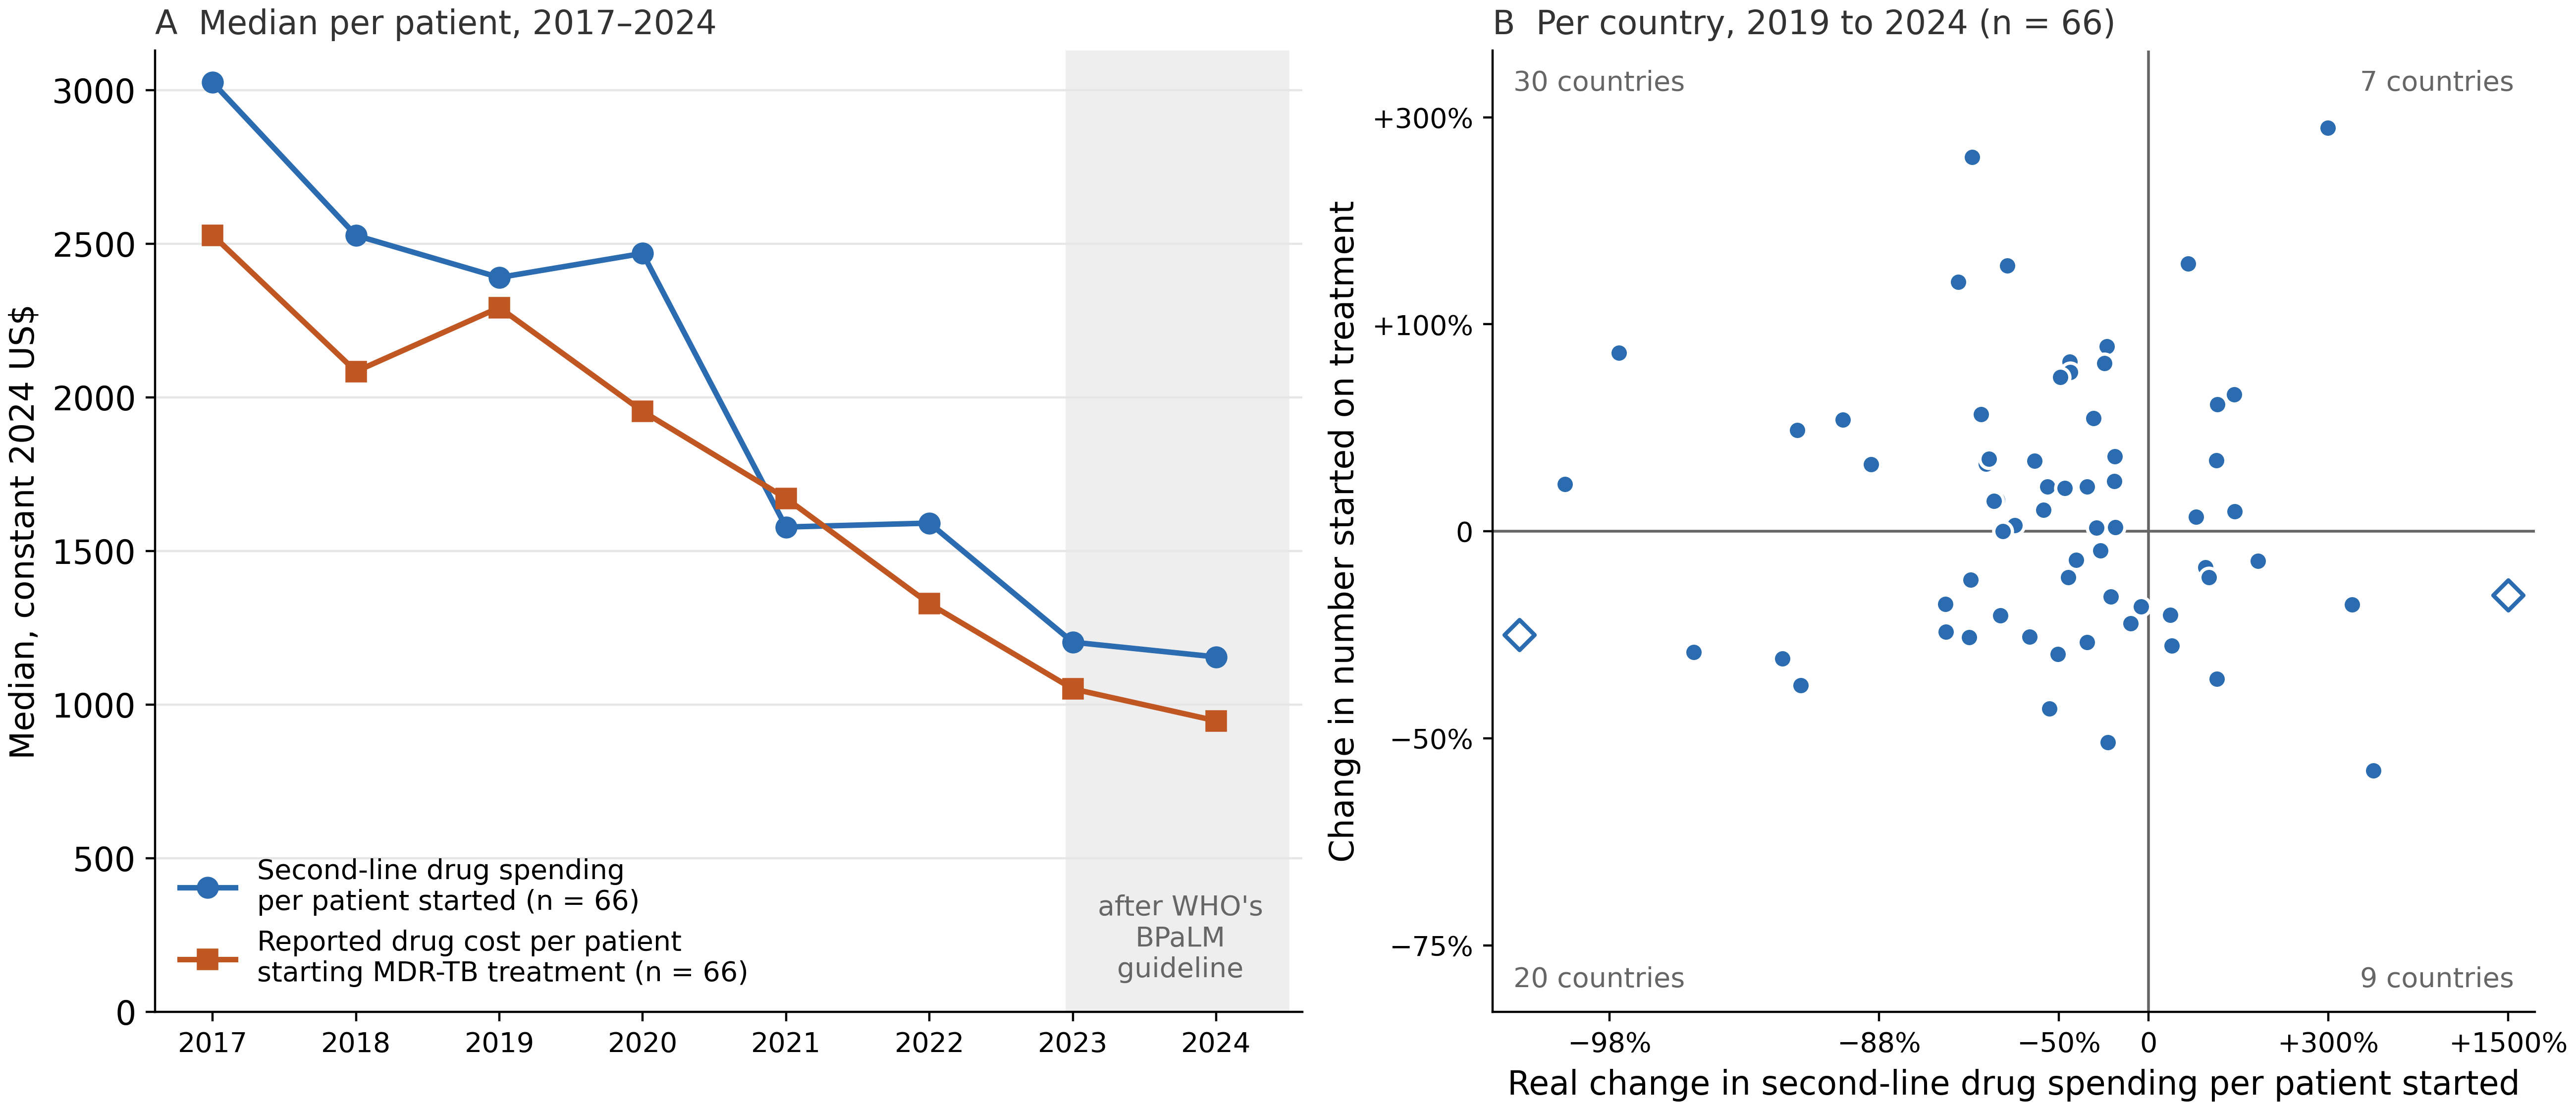 A  Median per patient, 2017–2024
Median, constant 2024 US$
3000
2500
2000
1500
1000
500
0
2017
2018
2019
2020
2021
2022
2023
2024
Second-line drug spending
per patient started (n = 66)
Reported drug cost per patient
starting MDR-TB treatment (n = 66)
after WHO's
BPaLM
guideline
B  Per country, 2019 to 2024 (n = 66)
Change in number started on treatment
30 countries
7 countries
+300%
+100%
0
−50%
−75%
20 countries
9 countries
−98%
−88%
−50%
0
+300%
+1500%
Real change in second-line drug spending per patient started